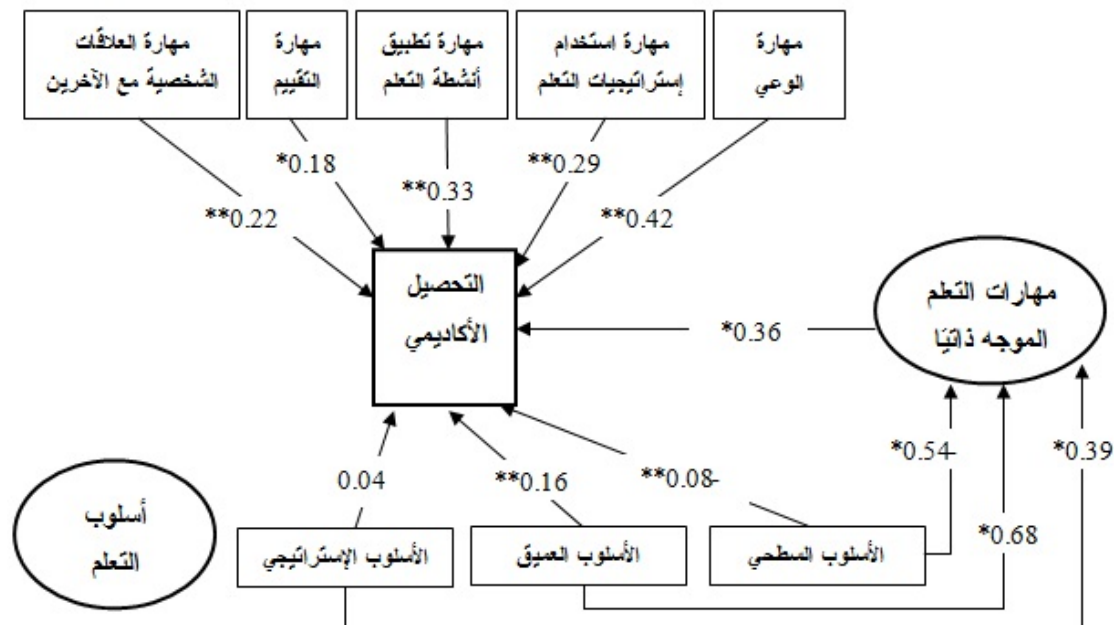 مهارة الوعي
مهارة استخدام
إستراتيجيات التعلم
مهارة تطبيق
أنشطة التعلم
مهارة
التقييم
مهارة العلاقات
الشخصية مع الآخرين
**0.42
**0.29
**0.33
*0.18
**0.22
مهارات التعلم
الموجه ذاتيًا
*0.36
التحصيل
الأكاديمي
*0.39
*0.54-
*0.68
**0.08-
**0.16
0.04
أسلوب
التعلم
الأسلوب السطحي
الأسلوب العميق
الأسلوب الإستراتيجي